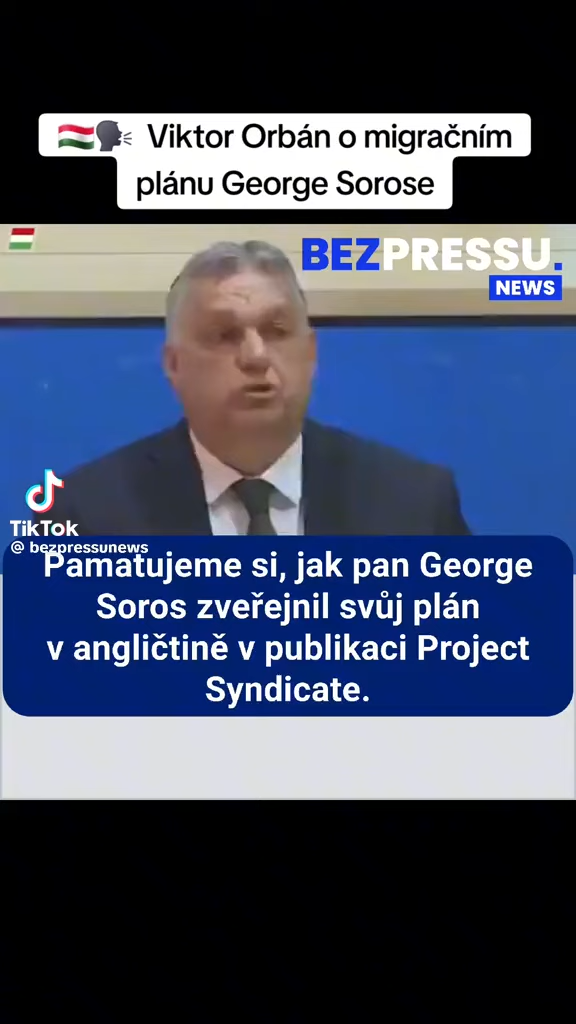 🇭🇺🗣️ Viktor Orbán o migračním
plánu George Sorose
BEZPRESSU.
NEWS
TikTok
@ bezpressunews
Pamatujeme si, jak pan George
Soros zveřejnil svůj plán
v angličtině v publikaci Project
Syndicate.